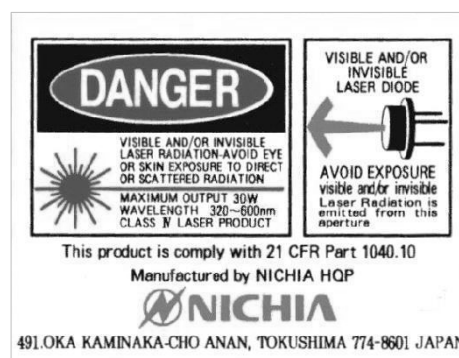 DANGER
VISIBLE AND/OR INVISIBLE
LASER RADIATION-AVOID EYE
OR SKIN EXPOSURE TO DIRECT
OR SCATTERED RADIATION
MAXIMUM OUTPUT 30W
WAVELENGTH 320~600nm
CLASS Ⅳ LASER PRODUCT
VISIBLE AND/OR
INVISIBLE
LASER DIODE
AVOID EXPOSURE
visible and/or invisible
Laser Radiation is
emitted from this
aperture
This product is comply with 21 CFR Part 1040.10
Manufactured by NICHIA HQP
NICHIA
491.OKA KAMINAKA-CHO ANAN, TOKUSHIMA 774-8601 JAPAN